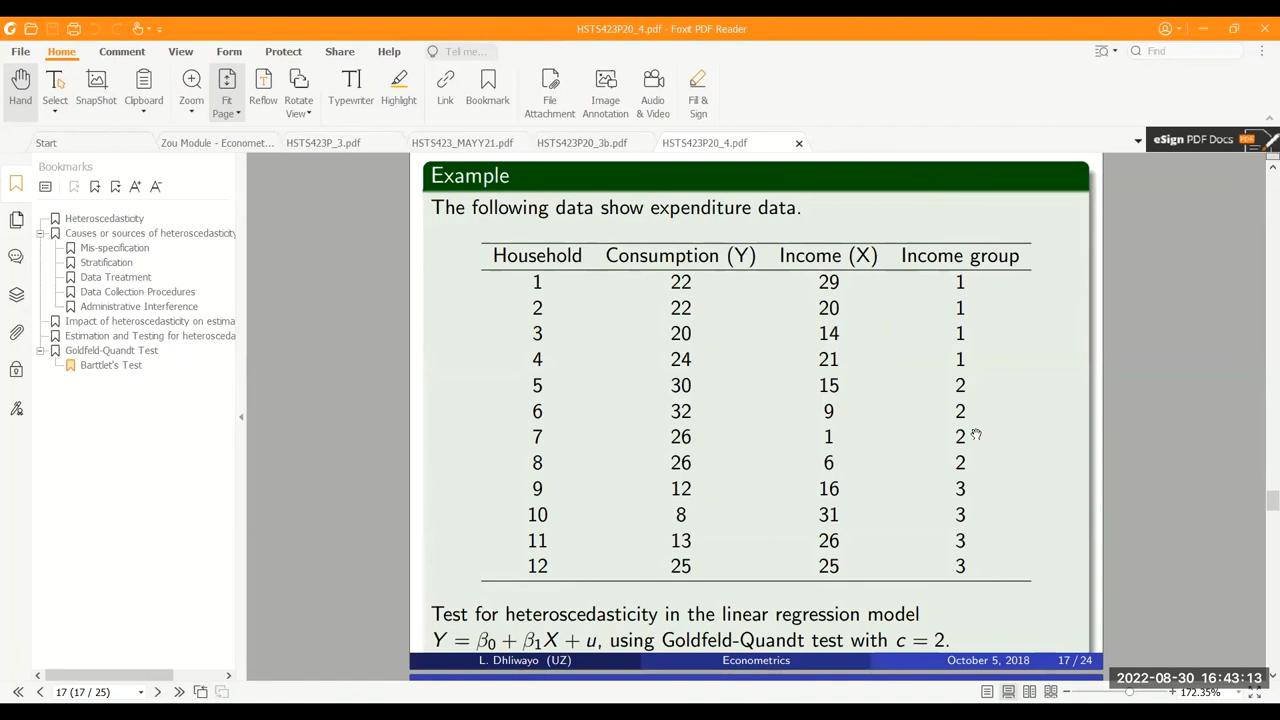 HSTS423P20_4.pdf - Foxit PDF Reader
File Home Comment View Form Protect Share Help Tell me... Find
Hand Select SnapShot Clipboard Zoom Fit Page Reflow Rotate View Typewriter Highlight Link Bookmark File Attachment Image Annotation Audio & Video Fill & Sign
Start Zou Module - Economet... HSTS423P_3.pdf HSTS423_MAYY21.pdf HSTS423P20_3b.pdf HSTS423P20_4.pdf eSign PDF Docs
Bookmarks
Heteroscedasticity
Causes or sources of heteroscedasticity
Mis-specification
Stratification
Data Treatment
Data Collection Procedures
Administrative Interference
Impact of heteroscedasticity on estima
Estimation and Testing for heterosceda
Goldfeld-Quandt Test
Bartlet's Test
Example
The following data show expenditure data.
Household Consumption (Y) Income (X) Income group
1 22 29 1
2 22 20 1
3 20 14 1
4 24 21 1
5 30 15 2
6 32 9 2
7 26 1 2
8 26 6 2
9 12 16 3
10 8 31 3
11 13 26 3
12 25 25 3
Test for heteroscedasticity in the linear regression model
Y = β₀ + β₁X + u, using Goldfeld-Quandt test with c = 2.
L. Dhliwayo (UZ) Econometrics October 5, 2018 17 / 24
2022-08-30 16:43:13
17 (17 / 25) 172.35%